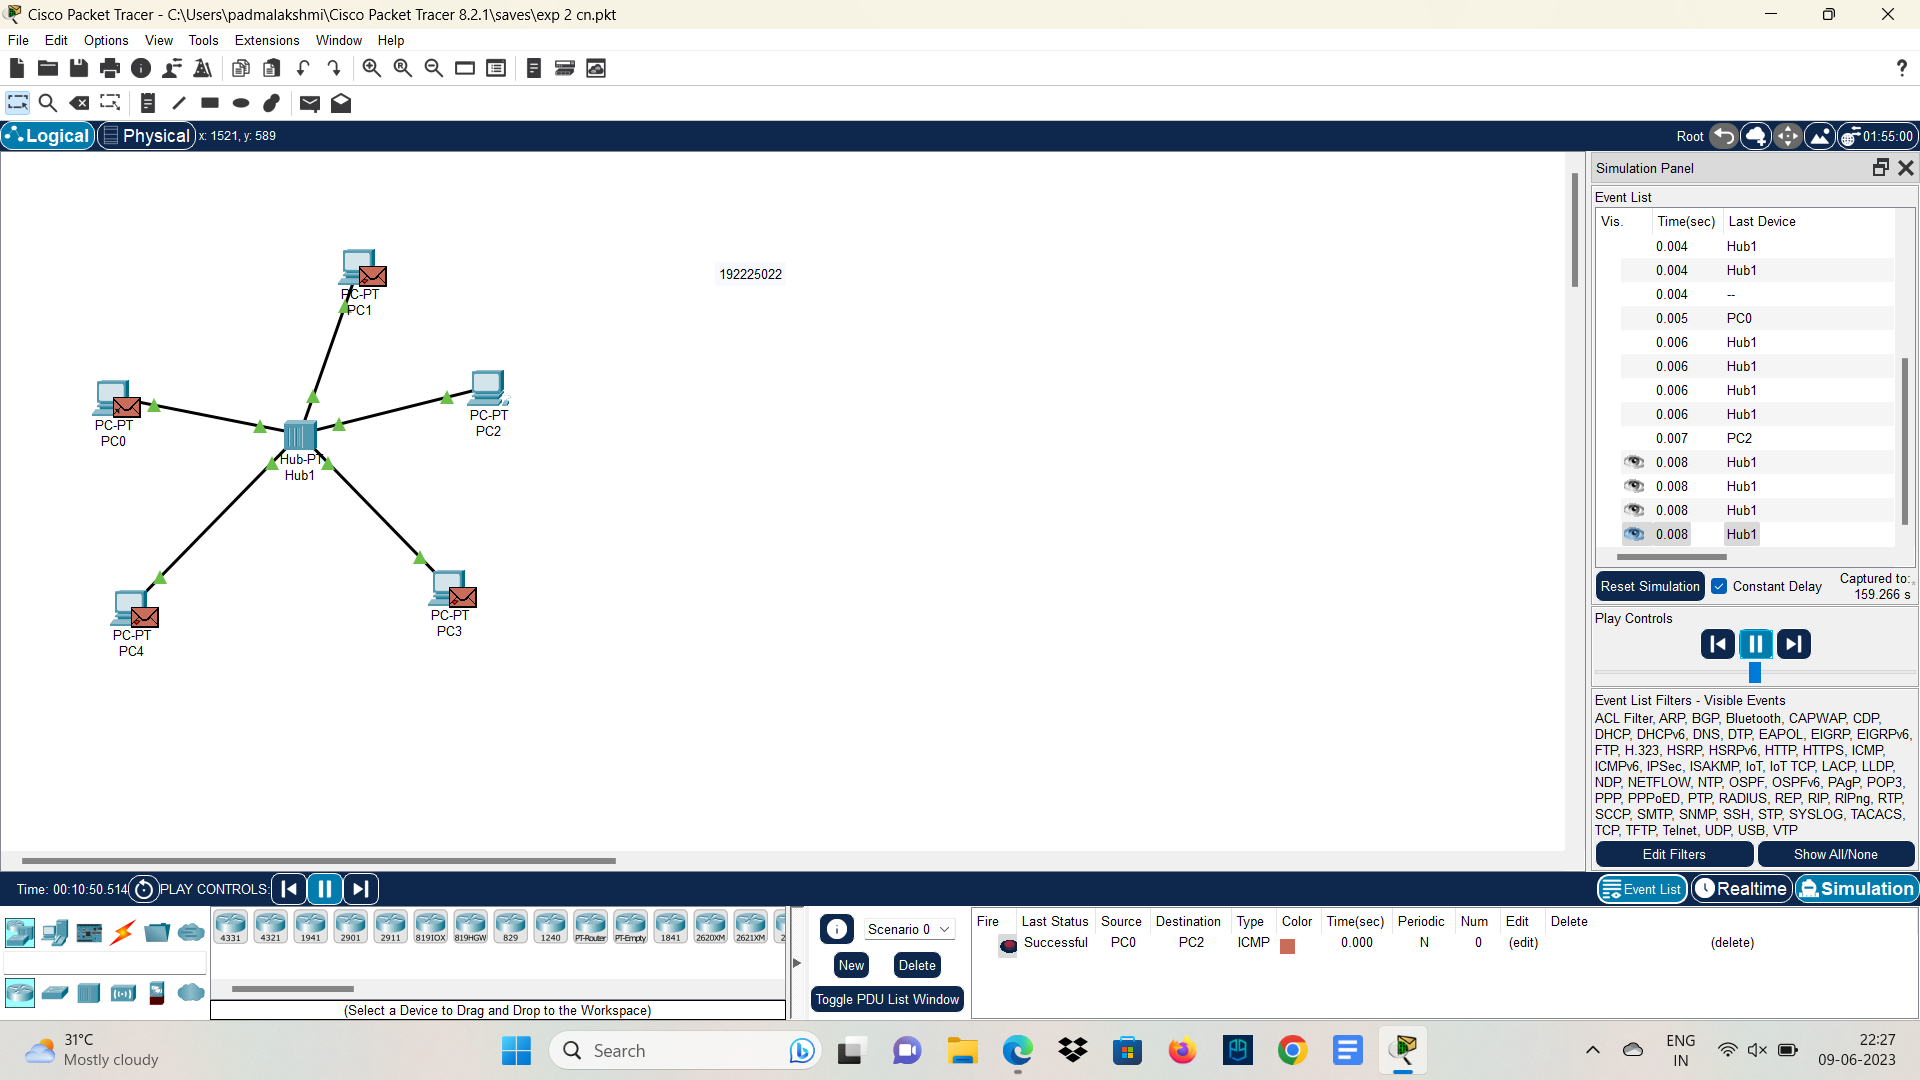 Cisco Packet Tracer - C:\Users\padmalakshmi\Cisco Packet Tracer 8.2.1\saves\exp 2 cn.pkt
File Edit Options View Tools Extensions Window Help
?
Logical Physical x: 1521, y: 589
Root 01:55:00
192225022
PC-PT
PC1
PC-PT
PC0
PC-PT
PC2
Hub-PT
Hub1
PC-PT
PC3
PC-PT
PC4
Simulation Panel
Event List
Vis. Time(sec) Last Device
0.004 Hub1
0.004 Hub1
0.004 --
0.005 PC0
0.006 Hub1
0.006 Hub1
0.006 Hub1
0.006 Hub1
0.007 PC2
0.008 Hub1
0.008 Hub1
0.008 Hub1
0.008 Hub1
Reset Simulation Constant Delay Captured to:
159.266 s
Play Controls
Event List Filters - Visible Events
ACL Filter, ARP, BGP, Bluetooth, CAPWAP, CDP,
DHCP, DHCPv6, DNS, DTP, EAPOL, EIGRP, EIGRPv6,
FTP, H.323, HSRP, HSRPv6, HTTP, HTTPS, ICMP,
ICMPv6, IPSec, ISAKMP, IoT, IoT TCP, LACP, LLDP,
NDP, NETFLOW, NTP, OSPF, OSPFv6, PAgP, POP3,
PPP, PPPoED, PTP, RADIUS, REP, RIP, RIPng, RTP,
SCCP, SMTP, SNMP, SSH, STP, SYSLOG, TACACS,
TCP, TFTP, Telnet, UDP, USB, VTP
Edit Filters Show All/None
Time: 00:10:50.514 PLAY CONTROLS:
Event List Realtime Simulation
4331 4321 1941 2901 2911 819IOX 819HGW 829 1240 PT-Router PT-Empty 1841 2620XM 2621XM 2
(Select a Device to Drag and Drop to the Workspace)
Scenario 0
New Delete
Toggle PDU List Window
Fire Last Status Source Destination Type Color Time(sec) Periodic Num Edit Delete
Successful PC0 PC2 ICMP 0.000 N 0 (edit) (delete)
31°C
Mostly cloudy
Search
ENG
IN
22:27
09-06-2023